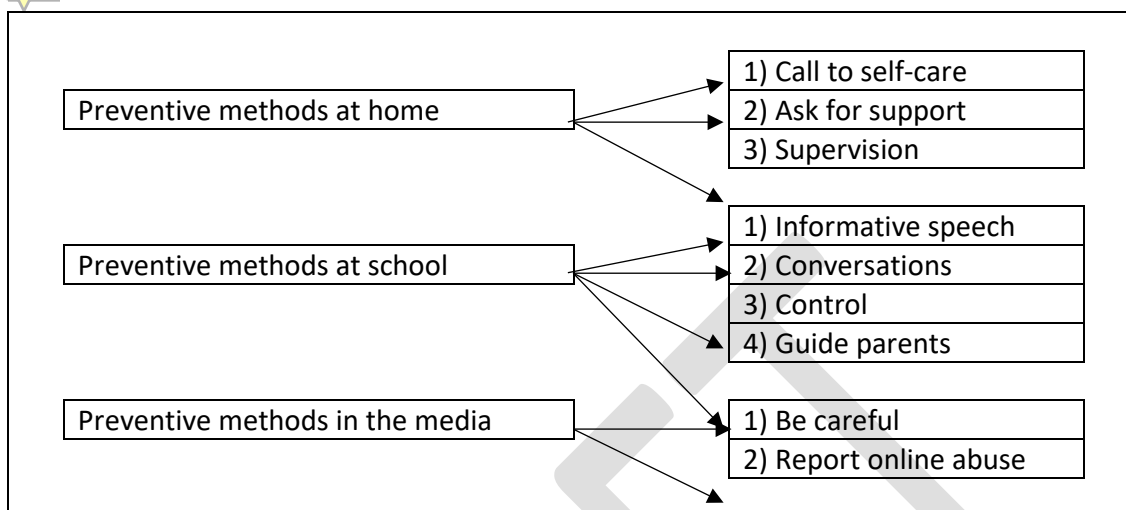 Preventive methods at home
1) Call to self-care
2) Ask for support
3) Supervision
Preventive methods at school
1) Informative speech
2) Conversations
3) Control
4) Guide parents
Preventive methods in the media
1) Be careful
2) Report online abuse